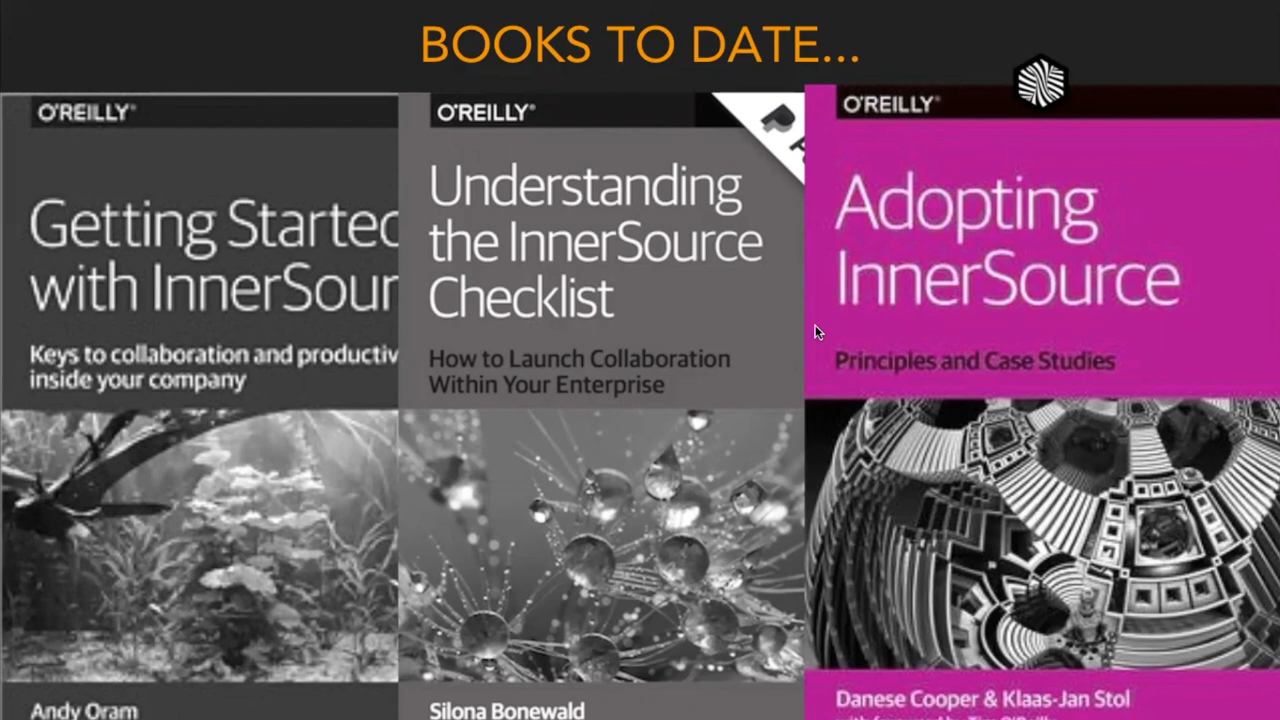 BOOKS TO DATE...
O'REILLY®
Getting Started
with InnerSour
Keys to collaboration and productiv
inside your company
Andy Oram
O'REILLY®
Understanding
the InnerSource
Checklist
How to Launch Collaboration
Within Your Enterprise
Silona Bonewald
O'REILLY®
Adopting
InnerSource
Principles and Case Studies
Danese Cooper & Klaas-Jan Stol